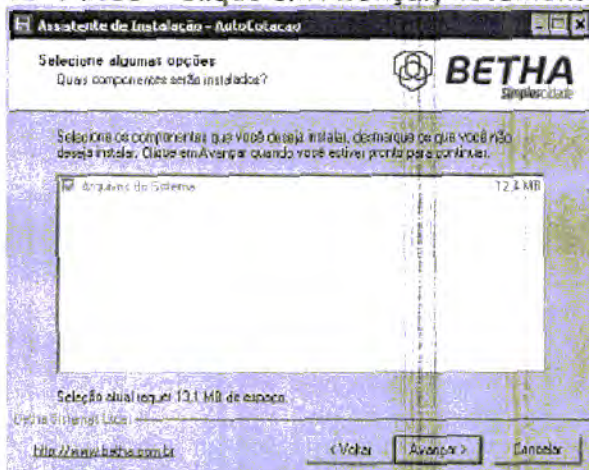 Assistente de Instalação - AutoCotacao
Selecione algumas opções
Quais componentes serão instalados?
BETHA
Simplescidade
Selecione os componentes que você deseja instalar, desmarque os que você não
deseja instalar. Clique em Avançar quando você estiver pronto para continuar.
Arquivos do Sistema
12,4 MB
Seleção atual requer 13,1 MB de espaço.
Betha Sistemas Local
http://www.betha.com.br
< Voltar
Avançar >
Cancelar